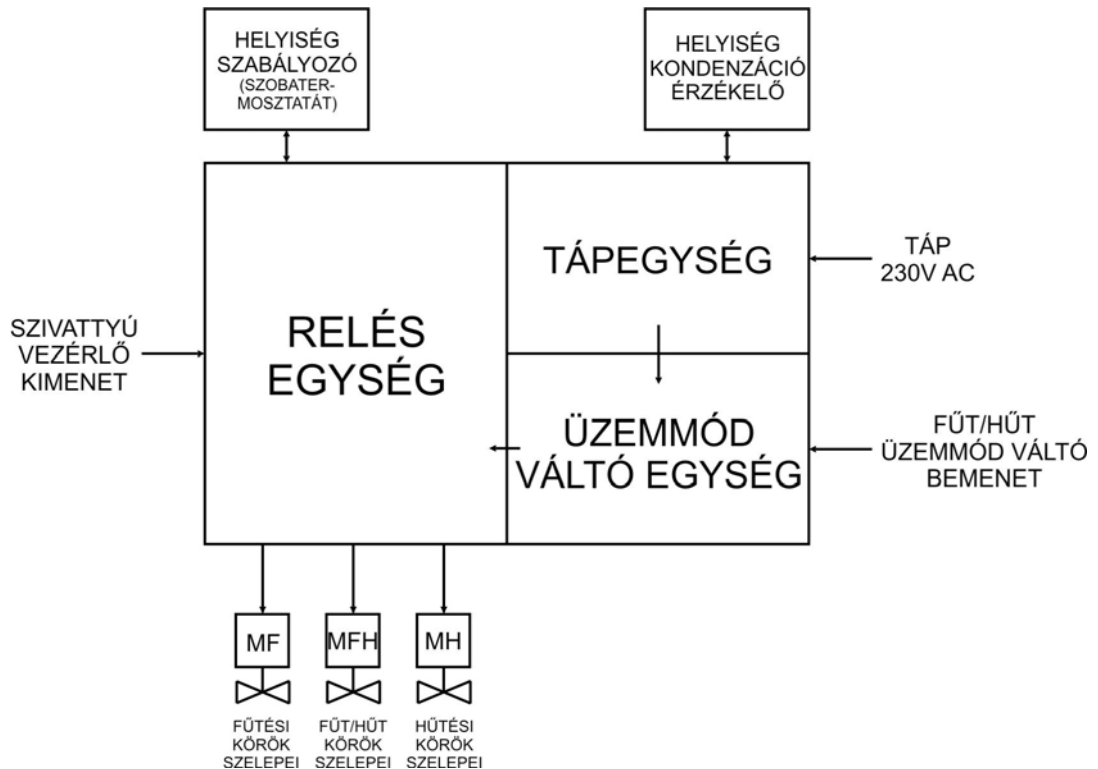 HELYISÉG
SZABÁLYOZÓ
(SZOBATER-
MOSZTATÁT)
HELYISÉG
KONDENZÁCIÓ
ÉRZÉKELŐ
TÁPEGYSÉG
TÁP
230V AC
RELÉS
EGYSÉG
SZIVATTYÚ
VEZÉRLŐ
KIMENET
ÜZEMMÓD
VÁLTÓ EGYSÉG
FŰT/HŰT
ÜZEMMÓD VÁLTÓ
BEMENET
MF
MFH
MH
FŰTÉSI
KÖRÖK
SZELEPEI
FŰT/HŰT
KÖRÖK
SZELEPEI
HŰTÉSI
KÖRÖK
SZELEPEI